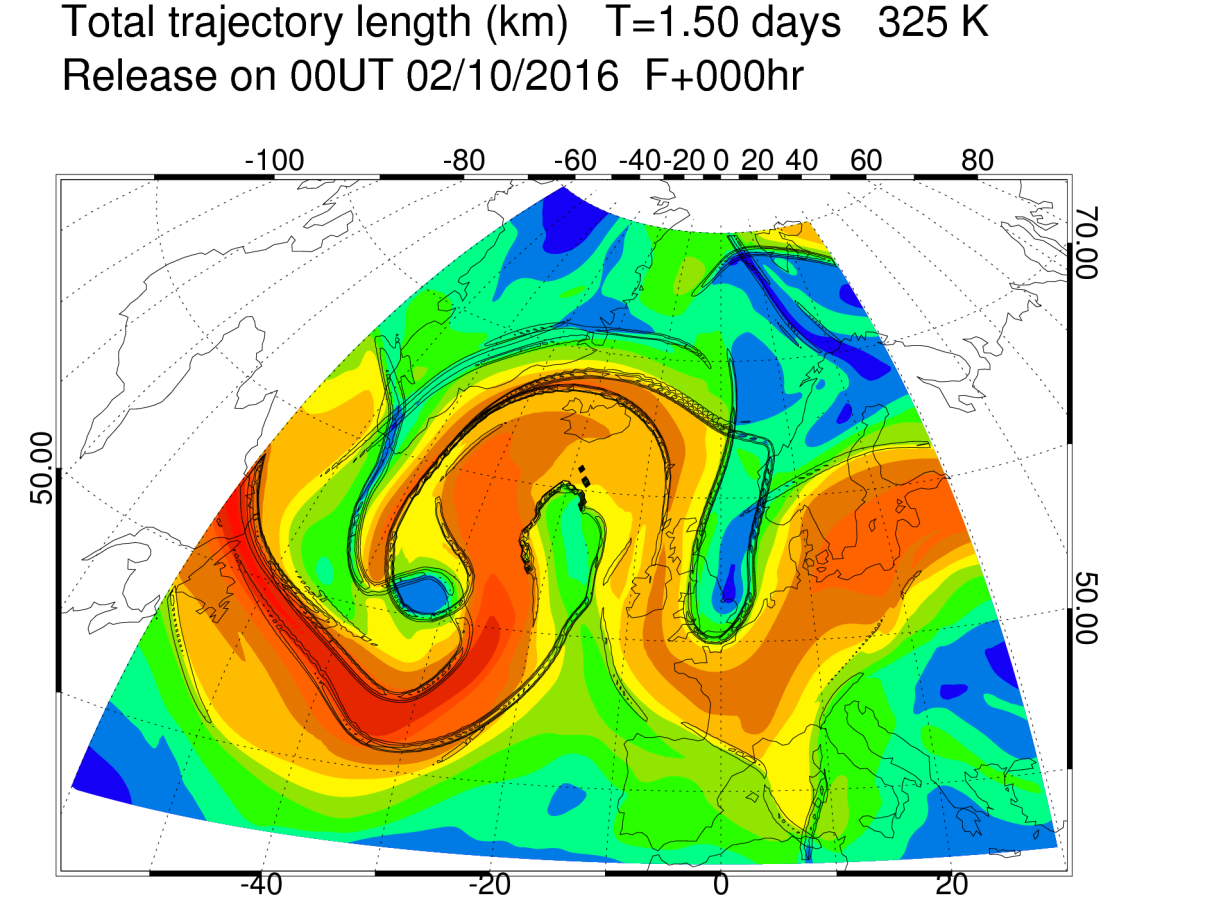 Total trajectory length (km)   T=1.50 days   325 K
Release on 00UT 02/10/2016  F+000hr
-100 -80 -60 -40 -20 0 20 40 60 80
70.00
50.00
50.00
-40 -20 0 20